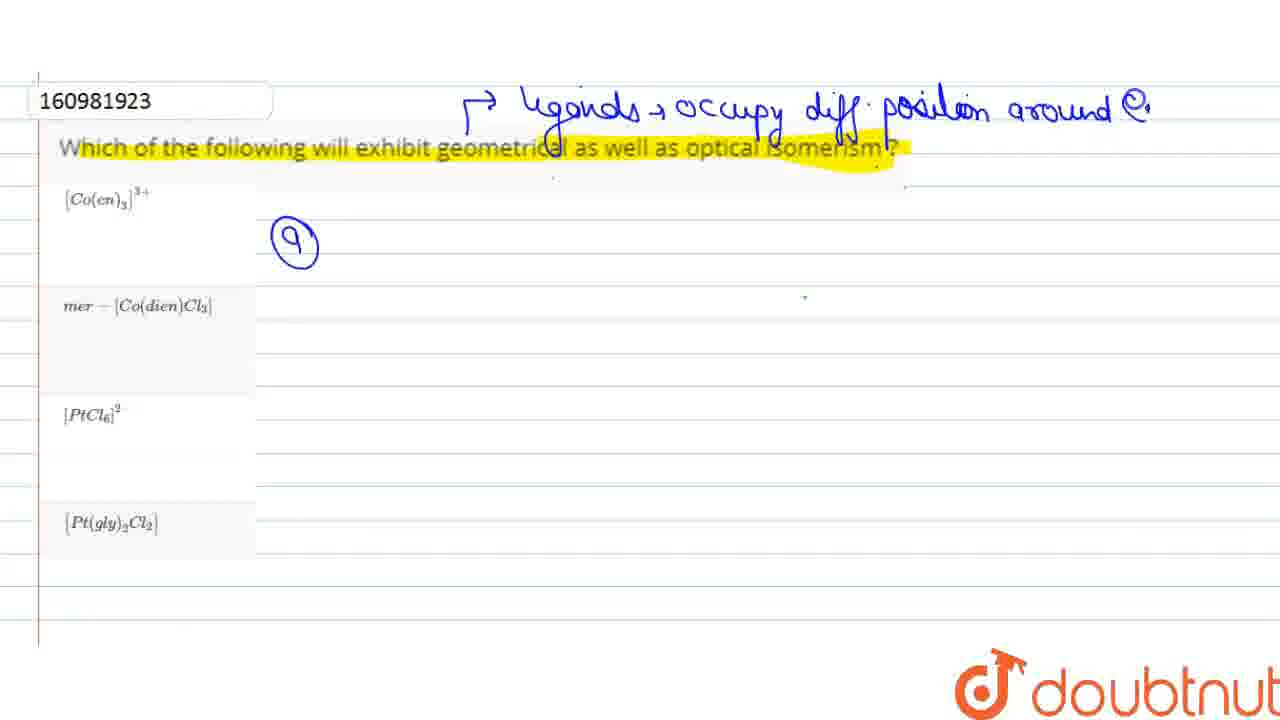 160981923
↱ ligands → occupy diff. position around
Which of the following will exhibit geometrical as well as optical isomerism ?
[Co(en)₃]³⁺
a
mer − [Co(dien)Cl₃]
[PtCl₆]²⁻
[Pt(gly)₂Cl₂]
doubtnut